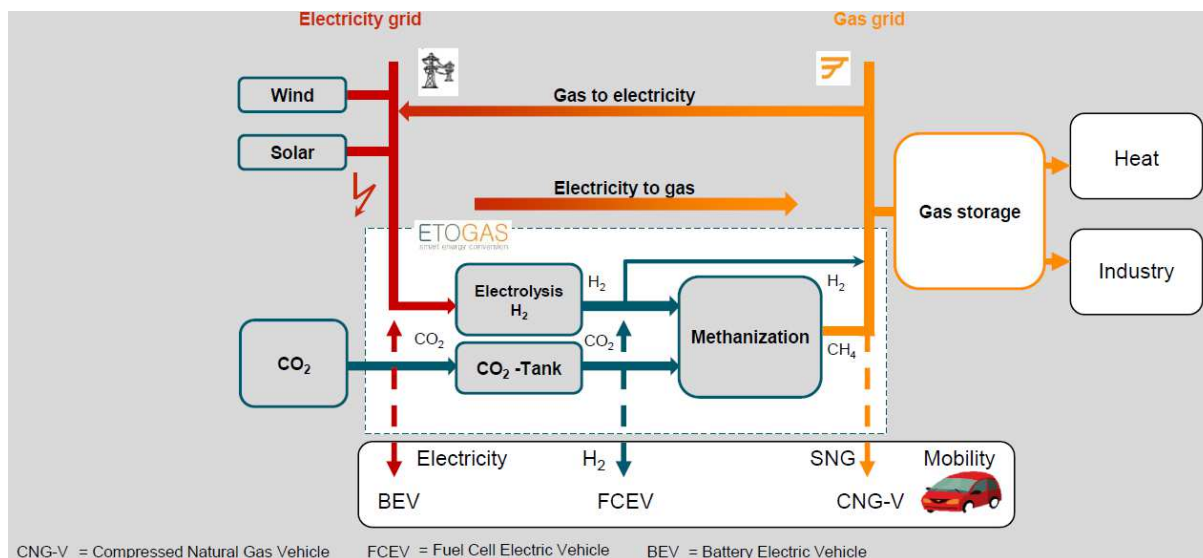 Electricity grid
Gas grid
Wind
Gas to electricity
Solar
Heat
Electricity to gas
Gas storage
ETOGAS
smart energy conversion
Electrolysis
H₂
H₂
H₂
Industry
Methanization
CO₂
CO₂
CH₄
CO₂
CO₂ -Tank
Electricity
H₂
SNG
Mobility
BEV
FCEV
CNG-V
CNG-V = Compressed Natural Gas Vehicle FCEV = Fuel Cell Electric Vehicle BEV = Battery Electric Vehicle